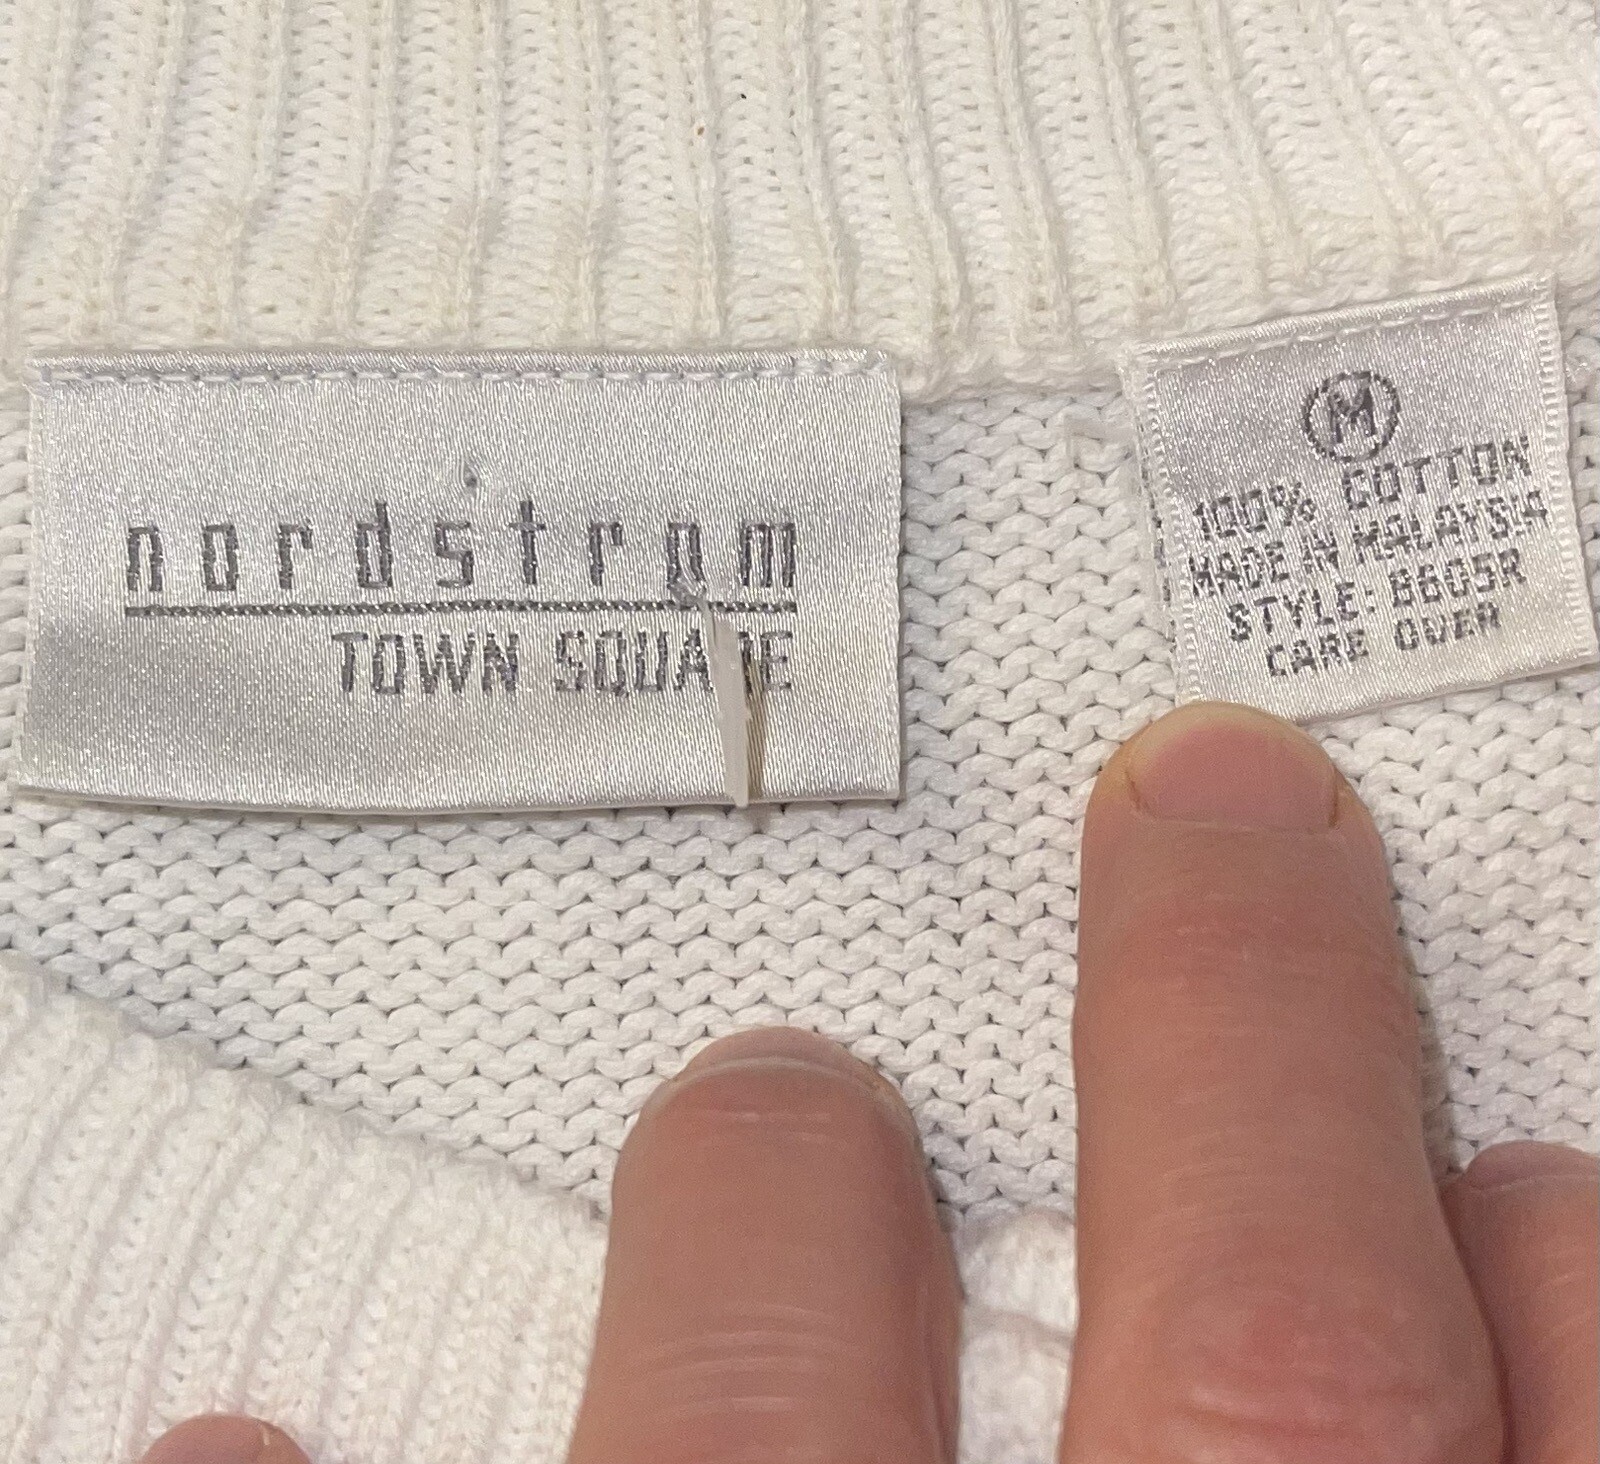 nordstrom
TOWN SQUARE
M
100% COTTON
MADE IN MALAYSIA
STYLE: B605R
CARE OVER